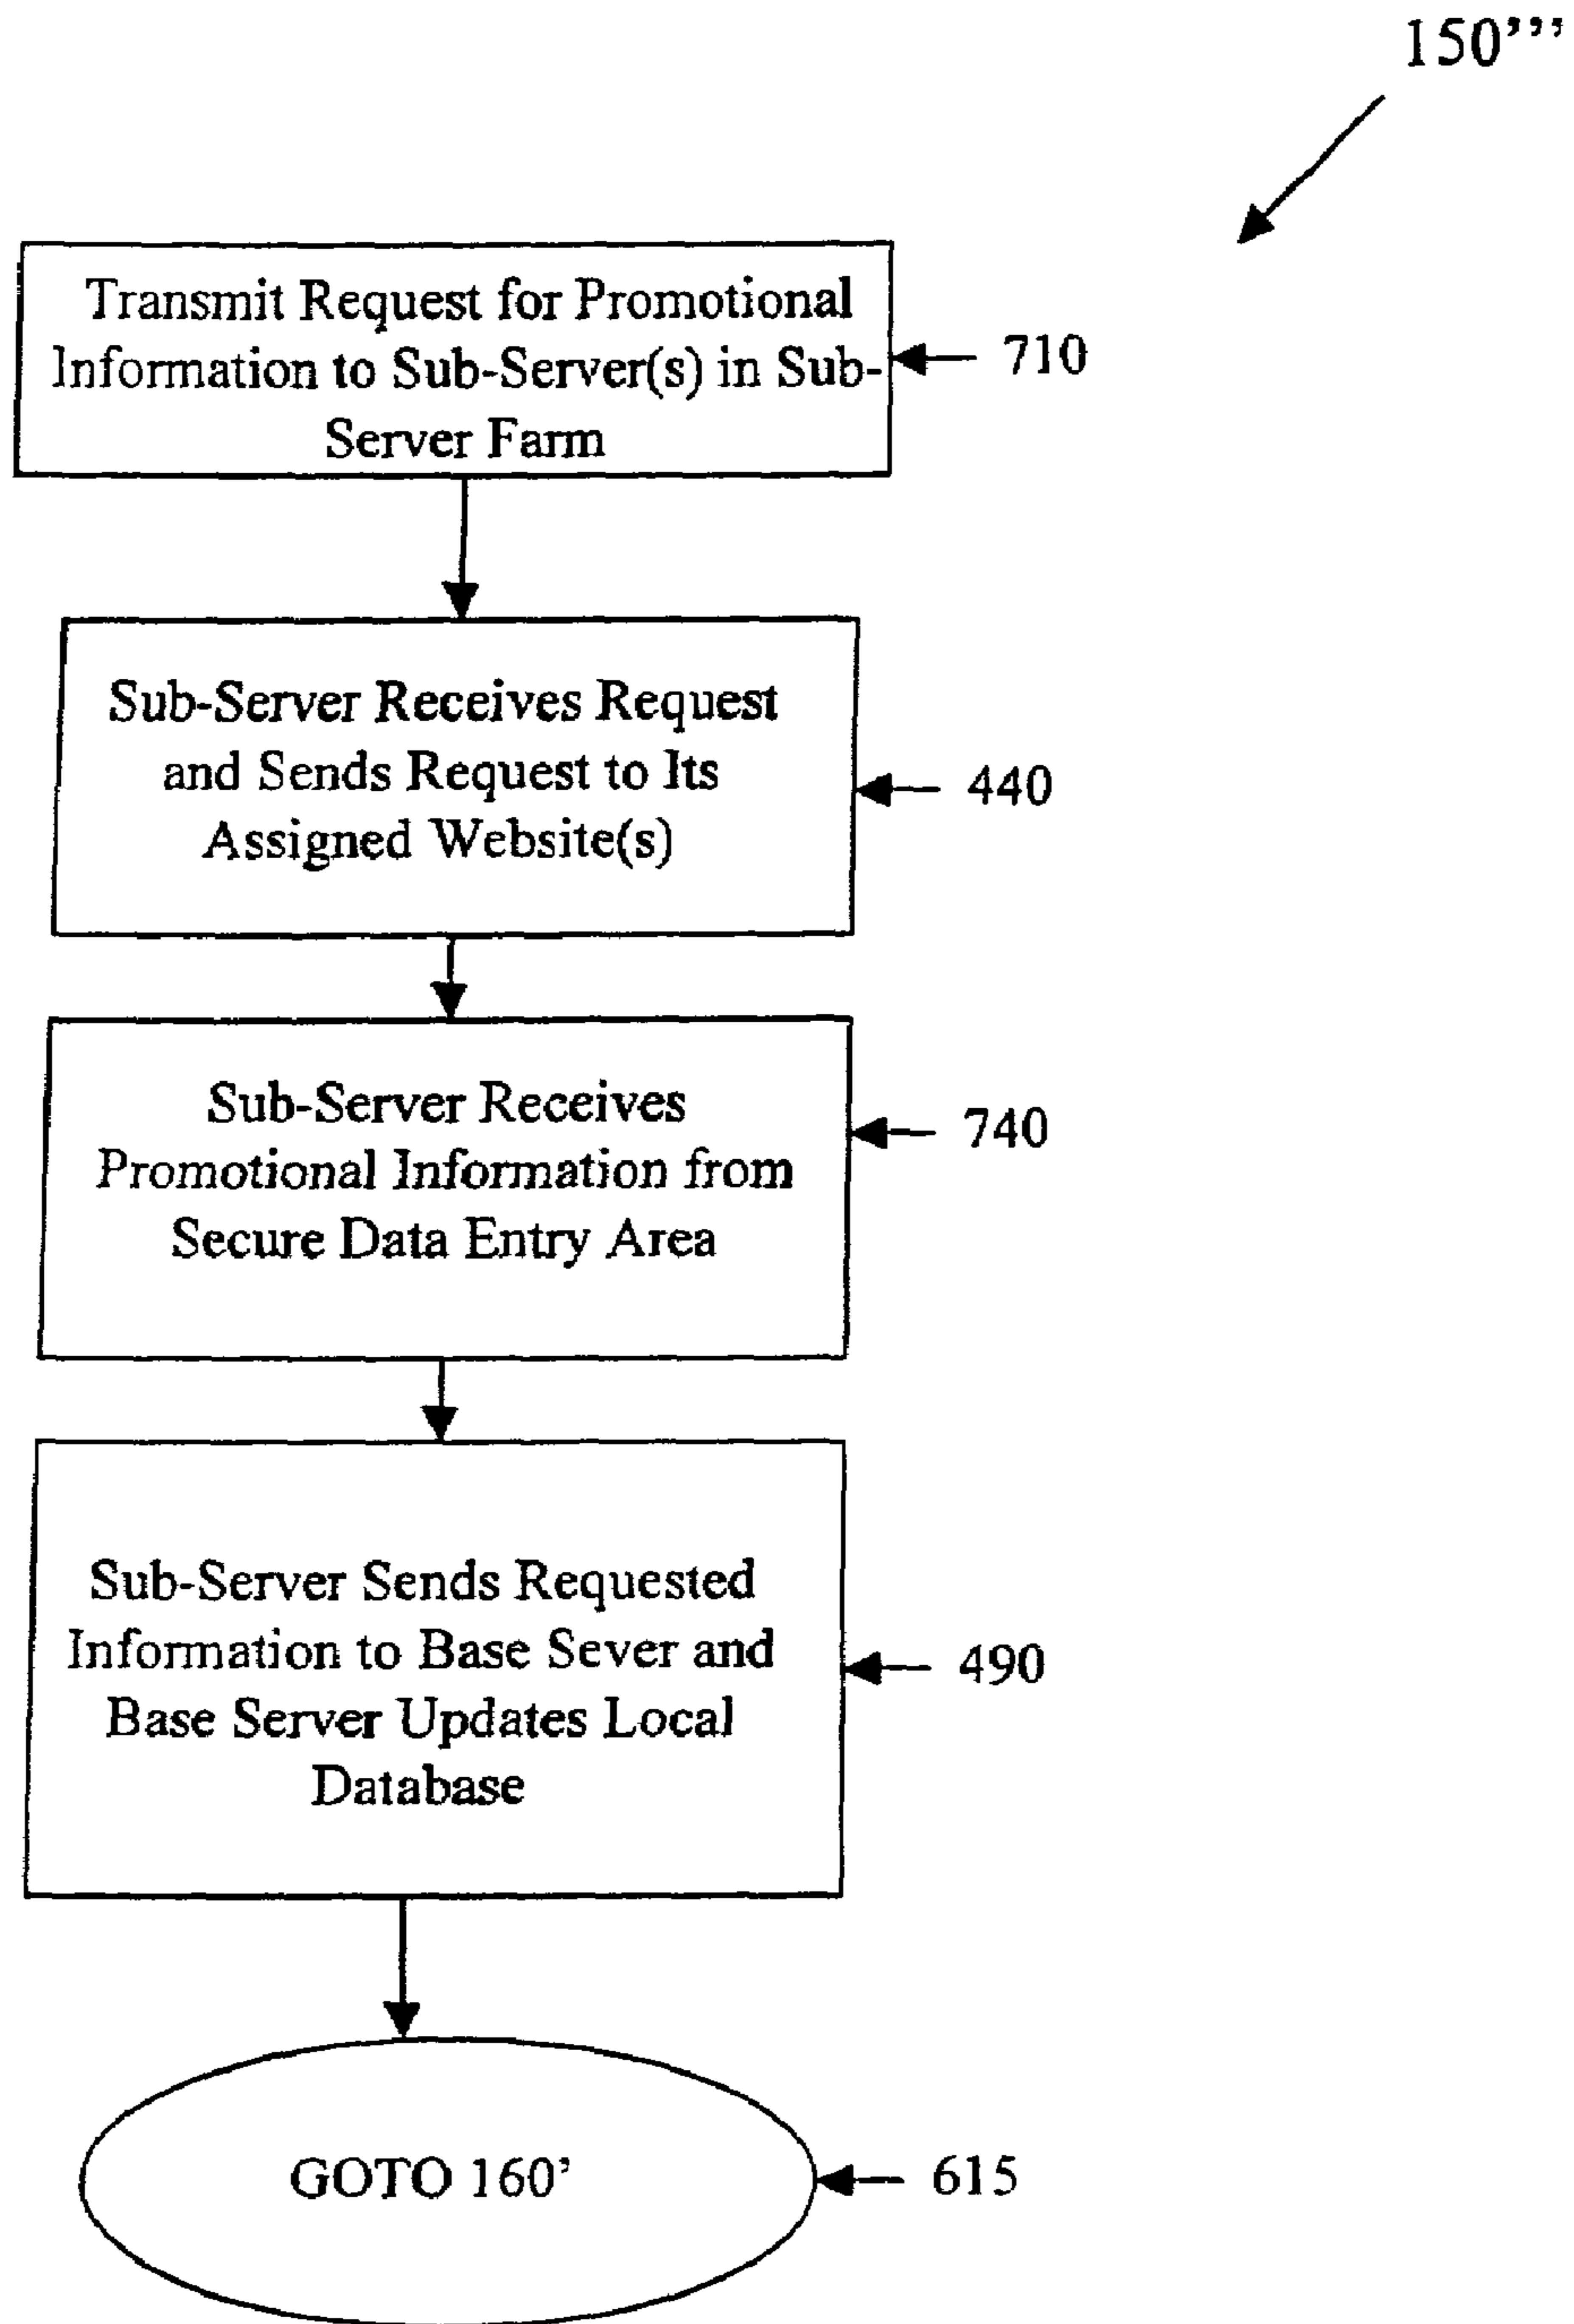 150’’’
Transmit Request for Promotional
Information to Sub-Server(s) in Sub-
Server Farm
710
Sub-Server Receives Request
and Sends Request to Its
Assigned Website(s)
440
Sub-Server Receives
Promotional Information from
Secure Data Entry Area
740
Sub-Server Sends Requested
Information to Base Sever and
Base Server Updates Local
Database
490
GOTO 160’
615